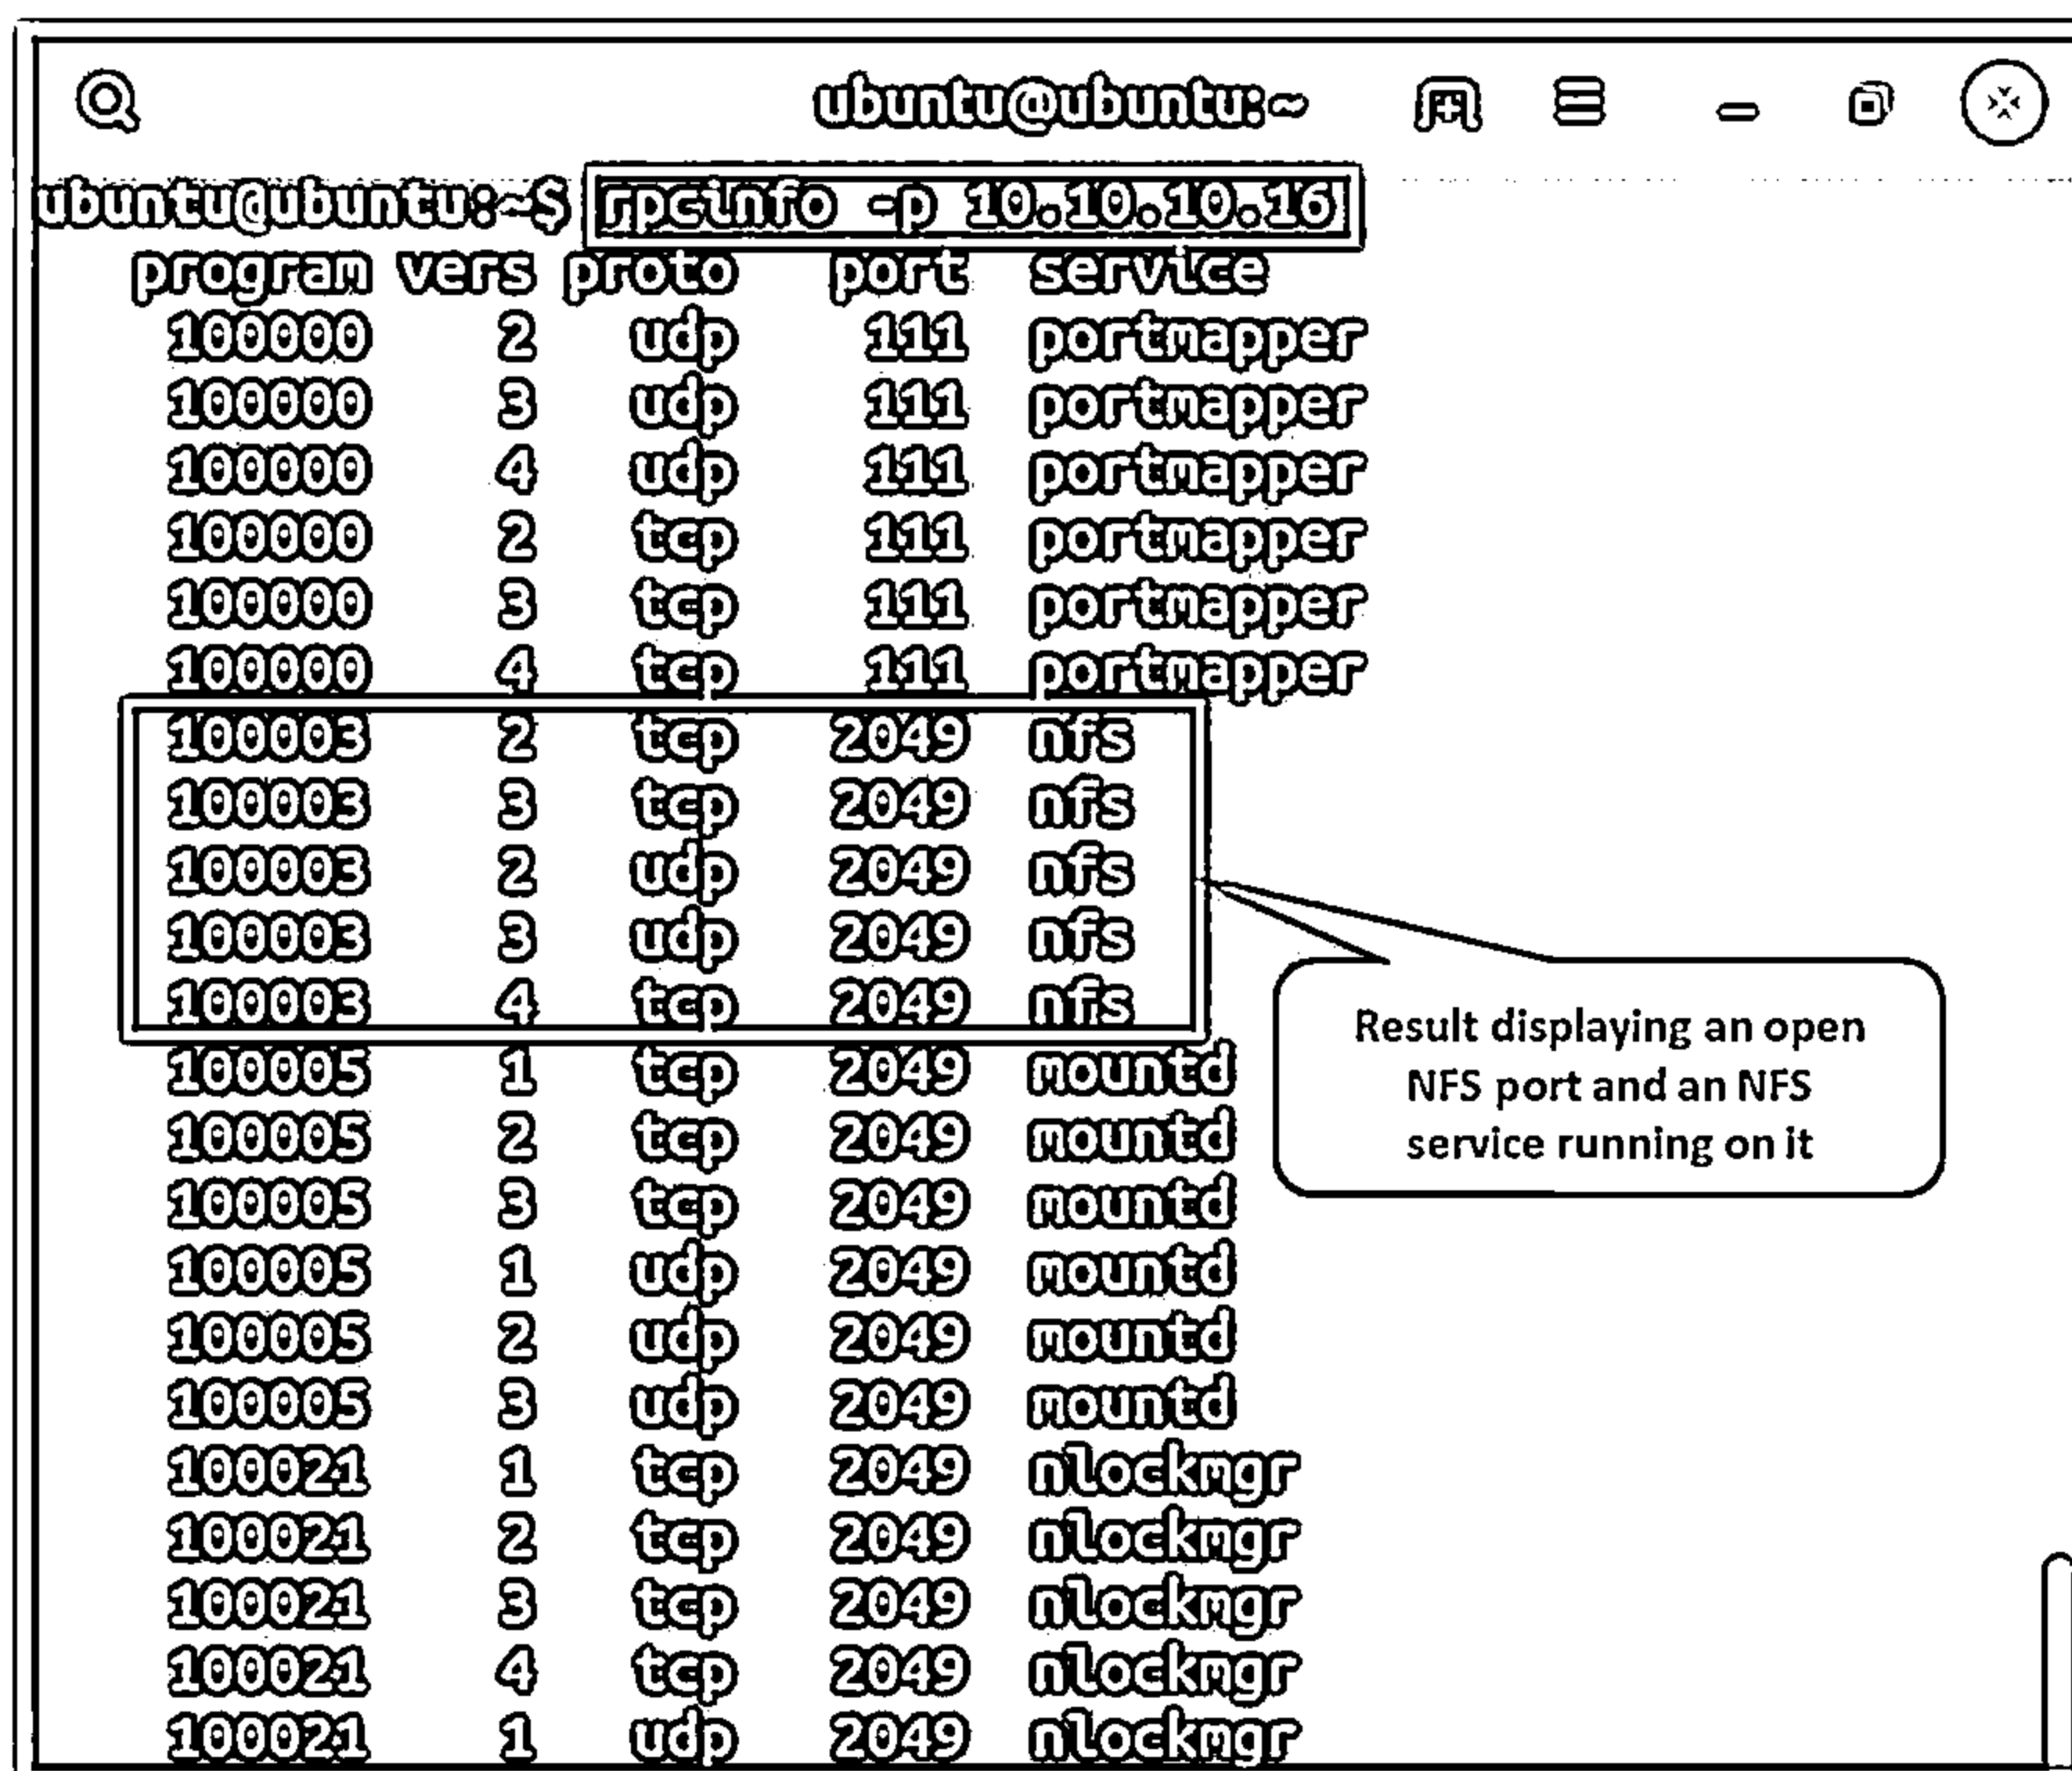 ubuntu@ubuntu:~
ubuntu@ubuntu:~$ rpcinfo -p 10.10.10.16
program vers proto port service
100000 2 udp 111 portmapper
100000 3 udp 111 portmapper
100000 4 udp 111 portmapper
100000 2 tcp 111 portmapper
100000 3 tcp 111 portmapper
100000 4 tcp 111 portmapper
100003 2 tcp 2049 nfs
100003 3 tcp 2049 nfs
100003 2 udp 2049 nfs
100003 3 udp 2049 nfs
100003 4 tcp 2049 nfs
Result displaying an open
NFS port and an NFS
service running on it
100005 1 tcp 2049 mountd
100005 2 tcp 2049 mountd
100005 3 tcp 2049 mountd
100005 1 udp 2049 mountd
100005 2 udp 2049 mountd
100005 3 udp 2049 mountd
100021 1 tcp 2049 nlockmgr
100021 2 tcp 2049 nlockmgr
100021 3 tcp 2049 nlockmgr
100021 4 tcp 2049 nlockmgr
100021 1 udp 2049 nlockmgr